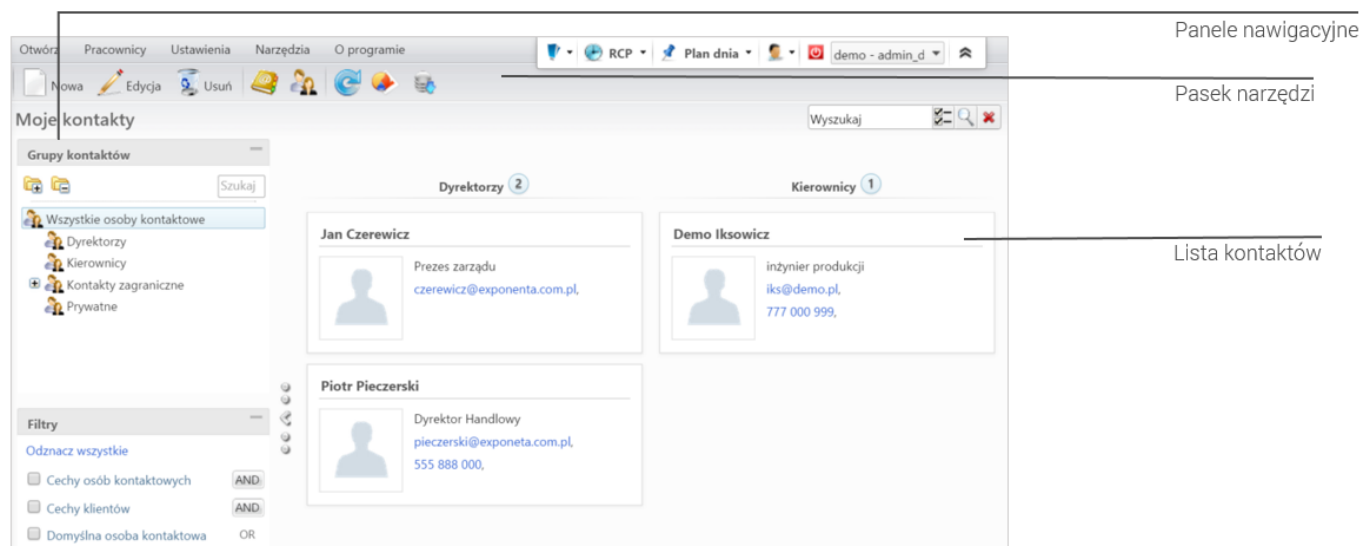 Panele nawigacyjne
Otwórz Pracownicy Ustawienia Narzędzia O programie RCP Plan dnia demo - admin_d
Nowa Edycja Usuń
Pasek narzędzi
Moje kontakty Wyszukaj
Grupy kontaktów
Szukaj
Dyrektorzy 2 Kierownicy 1
Wszystkie osoby kontaktowe
Dyrektorzy
Kierownicy
Kontakty zagraniczne
Prywatne
Jan Czerewicz
Prezes zarządu
czerewicz@exponenta.com.pl,
Demo Iksowicz
inżynier produkcji
iks@demo.pl,
777 000 999,
Lista kontaktów
Piotr Pieczerski
Dyrektor Handlowy
pieczerski@exponeta.com.pl,
555 888 000,
Filtry
Odznacz wszystkie
Cechy osób kontaktowych AND
Cechy klientów AND
Domyślna osoba kontaktowa OR